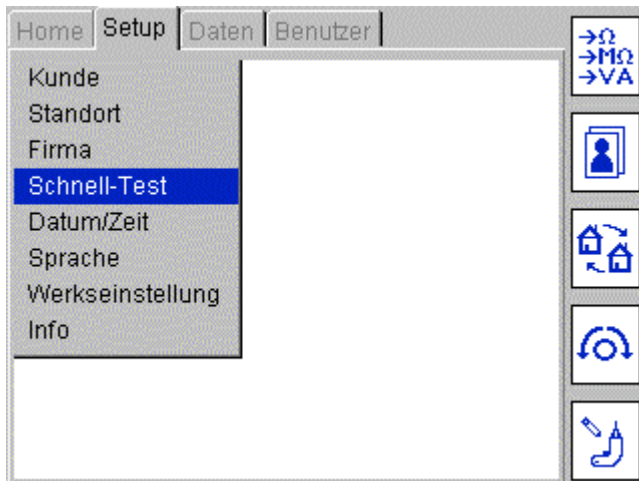 Home Setup Daten Benutzer
Kunde
Standort
Firma
Schnell-Test
Datum/Zeit
Sprache
Werkseinstellung
Info
→Ω
→MΩ
→VA